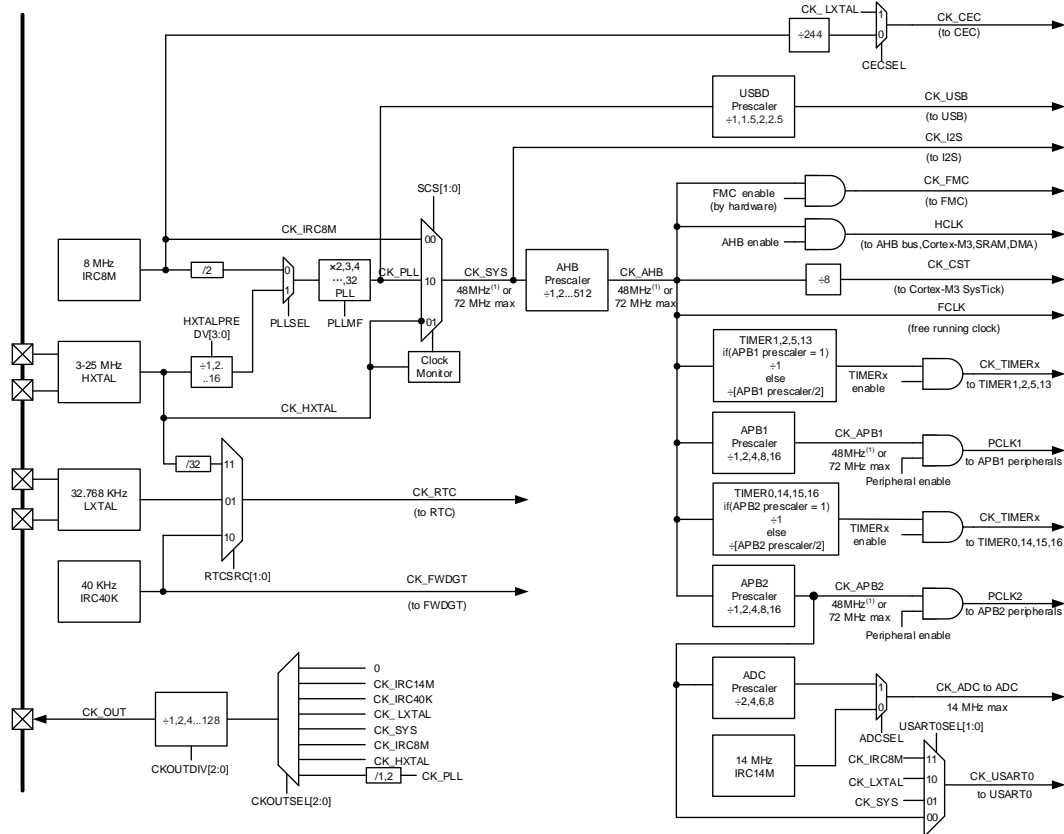 CK_LXTAL
1
0
÷244
CECSEL
CK_CEC
(to CEC)
USBD
Prescaler
÷1,1.5,2,2.5
CK_USB
(to USB)
CK_I2S
(to I2S)
SCS[1:0]
FMC enable
(by hardware)
CK_FMC
(to FMC)
CK_IRC8M
00
AHB enable
HCLK
(to AHB bus,Cortex-M3,SRAM,DMA)
8 MHz
IRC8M
/2
0
1
PLLSEL
×2,3,4
…,32
PLL
PLLMF
CK_PLL
10
CK_SYS
48MHz(1) or
72 MHz max
AHB
Prescaler
÷1,2...512
CK_AHB
48MHz(1) or
72 MHz max
÷8
CK_CST
(to Cortex-M3 SysTick)
FCLK
(free running clock)
01
Clock
Monitor
HXTALPRE
DV[3:0]
÷1,2.
..16
3-25 MHz
HXTAL
CK_HXTAL
TIMER1,2,5,13
if(APB1 prescaler = 1)
÷1
else
÷[APB1 prescaler/2]
TIMERx
enable
CK_TIMERx
to TIMER1,2,5,13
APB1
Prescaler
÷1,2,4,8,16
CK_APB1
48MHz(1) or
72 MHz max
Peripheral enable
PCLK1
to APB1 peripherals
/32
11
01
10
RTCSRC[1:0]
32.768 KHz
LXTAL
CK_RTC
(to RTC)
TIMER0,14,15,16
if(APB2 prescaler = 1)
÷1
else
÷[APB2 prescaler/2]
TIMERx
enable
CK_TIMERx
to TIMER0,14,15,16
40 KHz
IRC40K
CK_FWDGT
(to FWDGT)
APB2
Prescaler
÷1,2,4,8,16
CK_APB2
48MHz(1) or
72 MHz max
Peripheral enable
PCLK2
to APB2 peripherals
CK_OUT
÷1,2,4...128
CKOUTDIV[2:0]
0
CK_IRC14M
CK_IRC40K
CK_LXTAL
CK_SYS
CK_IRC8M
CK_HXTAL
/1,2
CK_PLL
CKOUTSEL[2:0]
ADC
Prescaler
÷2,4,6,8
1
0
ADCSEL
CK_ADC to ADC
14 MHz max
14 MHz
IRC14M
USART0SEL[1:0]
CK_IRC8M
11
CK_LXTAL
10
CK_SYS
01
00
CK_USART0
to USART0